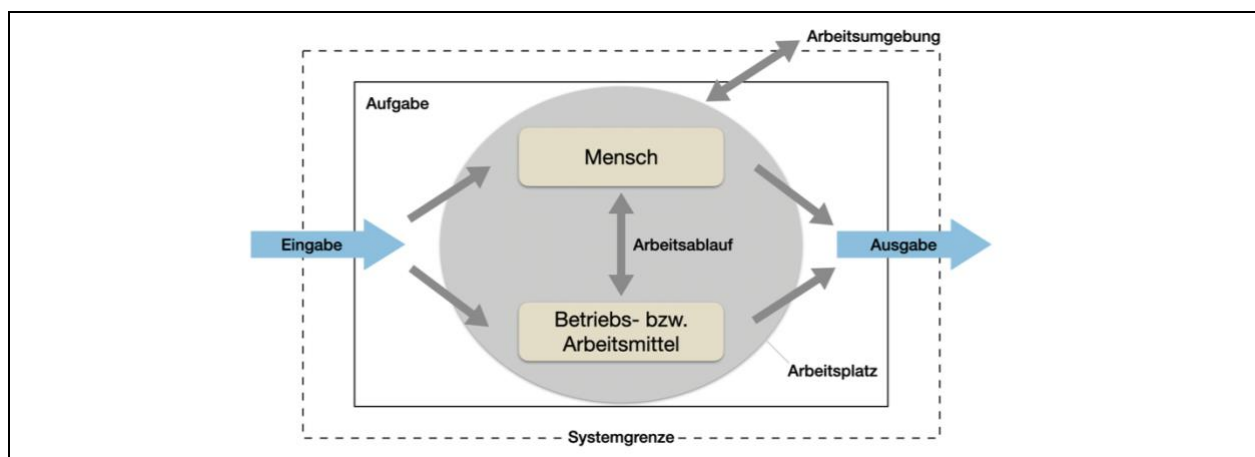 Arbeitsumgebung
Aufgabe
Mensch
Eingabe
Arbeitsablauf
Ausgabe
Betriebs- bzw.
Arbeitsmittel
Arbeitsplatz
Systemgrenze